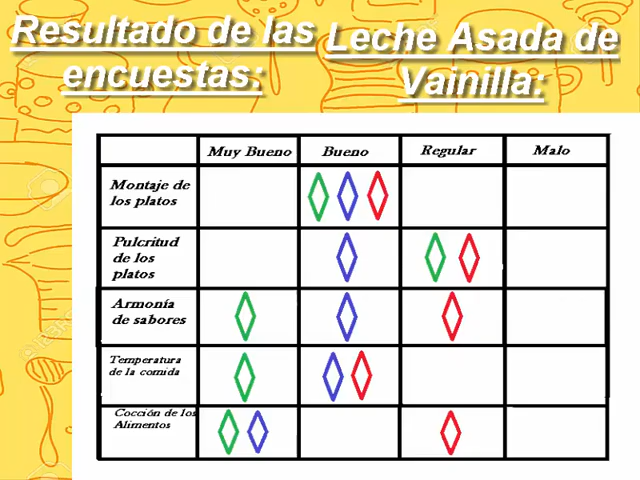 Resultado de las
encuestas:
Leche Asada de
Vainilla:
Muy Bueno Bueno Regular Malo
Montaje de
los platos
Pulcritud
de los
platos
Armonía
de sabores
Temperatura
de la comida
Cocción de los
Alimentos